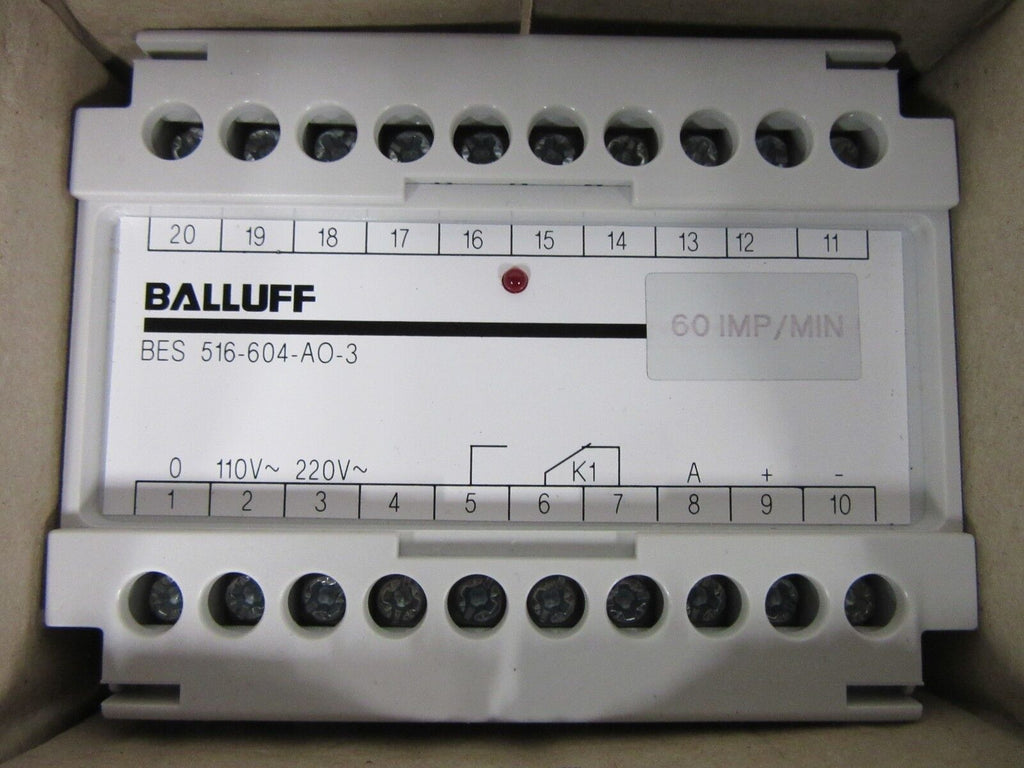 20 19 18 17 16 15 14 13 12 11
BALLUFF
60 IMP/MIN
BES 516-604-AO-3
0 110V~ 220V~ K1 A + -
1 2 3 4 5 6 7 8 9 10